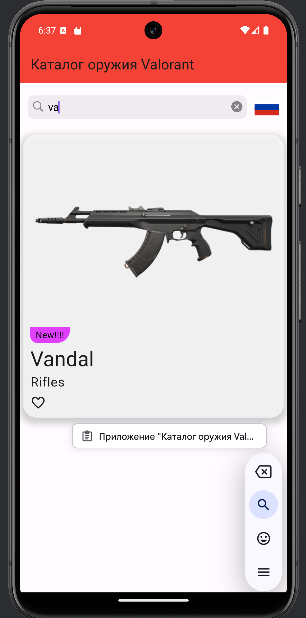 6:37
Каталог оружия Valorant
va
New!!!!
Vandal
Rifles
Приложение "Каталог оружия Val...